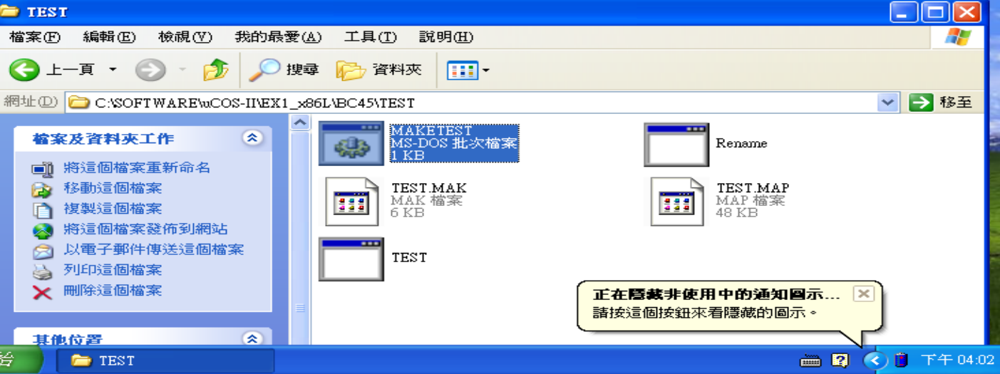 TEST
檔案(F) 編輯(E) 檢視(V) 我的最愛(A) 工具(T) 說明(H)
上一頁 搜尋 資料夾
網址(D) C:\SOFTWARE\uCOS-II\EX1_x86L\BC45\TEST 移至
檔案及資料夾工作
將這個檔案重新命名
移動這個檔案
複製這個檔案
將這個檔案發佈到網站
以電子郵件傳送這個檔案
列印這個檔案
刪除這個檔案
其他位置
MAKETEST
MS-DOS 批次檔案
1 KB
Rename
TEST.MAK
MAK 檔案
6 KB
TEST.MAP
MAP 檔案
48 KB
TEST
正在隱藏非使用中的通知圖示...
請按這個按鈕來看隱藏的圖示。
始 TEST 下午 04:02